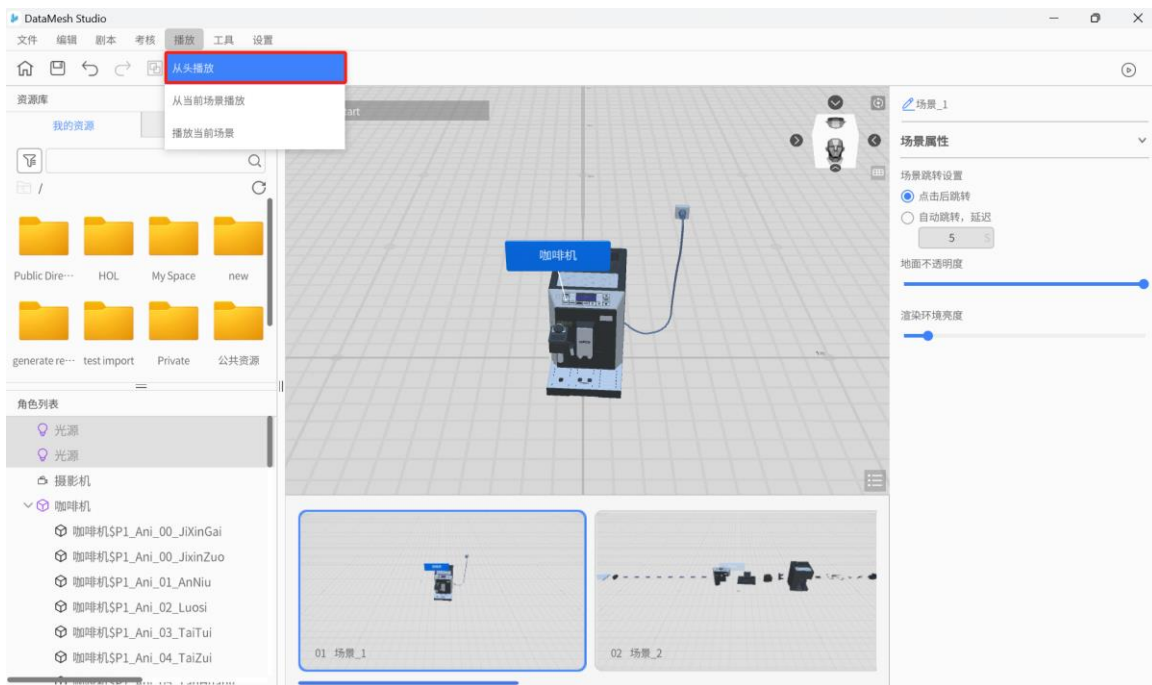 DataMesh Studio
文件 编辑 剧本 考核 播放 工具 设置
从头播放
从当前场景播放
播放当前场景
资源库
我的资源
/
Public Dire… HOL My Space new
generate re… test import Private 公共资源
角色列表
光源
光源
摄影机
咖啡机
咖啡机$P1_Ani_00_JiXinGai
咖啡机$P1_Ani_00_JixinZuo
咖啡机$P1_Ani_01_AnNiu
咖啡机$P1_Ani_02_Luosi
咖啡机$P1_Ani_03_TaiTui
咖啡机$P1_Ani_04_TaiZui
咖啡机
01 场景_1
02 场景_2
场景_1
场景属性
场景跳转设置
点击后跳转
自动跳转，延迟
5 S
地面不透明度
渲染环境亮度